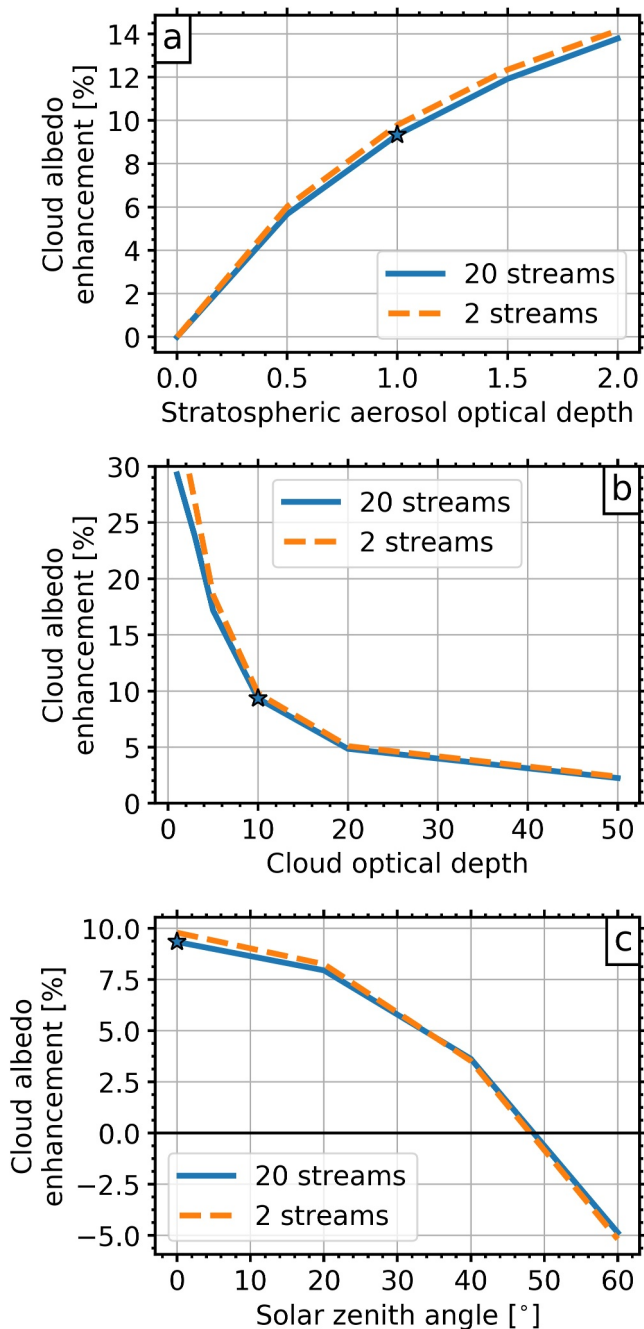 a
14
12
10
8
6
4
2
0
Cloud albedo
enhancement [%]
20 streams
2 streams
0.0 0.5 1.0 1.5 2.0
Stratospheric aerosol optical depth
b
30
25
20
15
10
5
0
Cloud albedo
enhancement [%]
20 streams
2 streams
0 10 20 30 40 50
Cloud optical depth
c
10.0
7.5
5.0
2.5
0.0
−2.5
−5.0
Cloud albedo
enhancement [%]
20 streams
2 streams
0 10 20 30 40 50 60
Solar zenith angle [°]